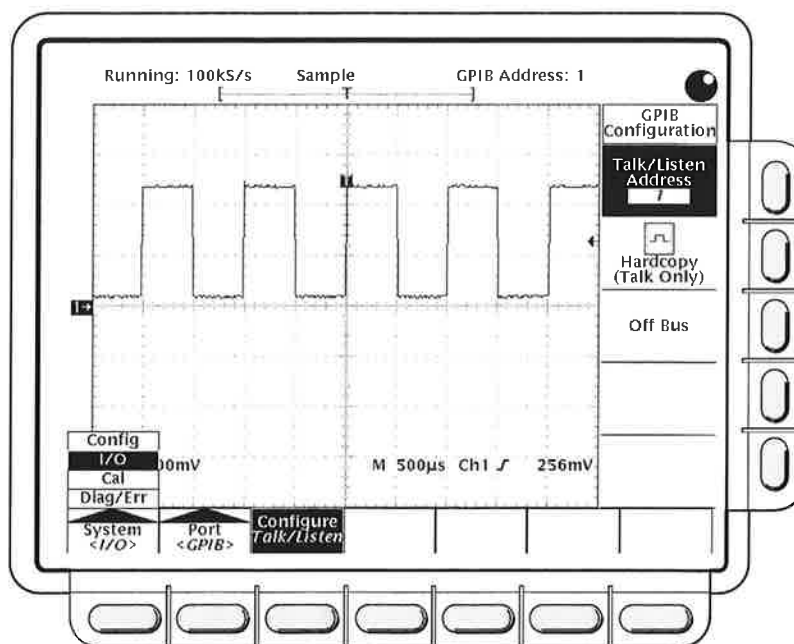 Running: 100kS/s Sample GPIB Address: 1
GPIB
Configuration
Talk/Listen
Address
1
Hardcopy
(Talk Only)
Off Bus
T
1
Config
I/O
Cal
Diag/Err
00mV M 500µs Ch1 256mV
System
<I/O>
Port
<GPIB>
Configure
Talk/Listen